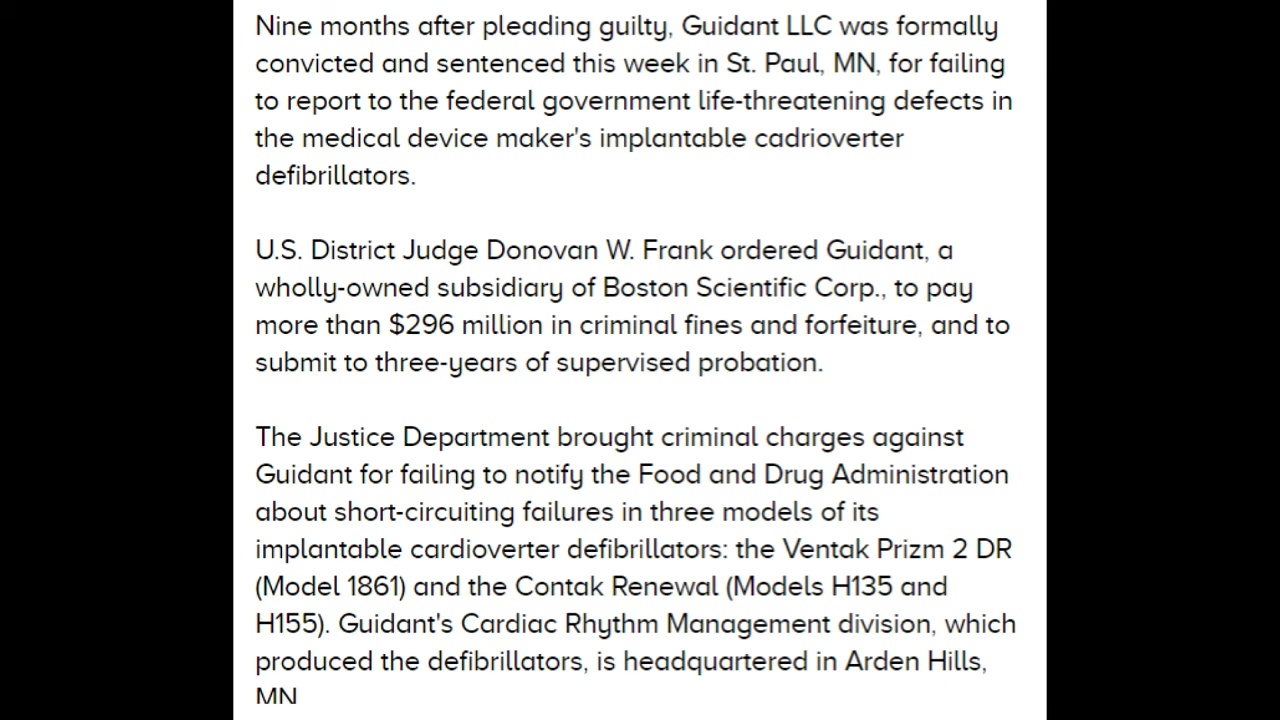 Nine months after pleading guilty, Guidant LLC was formally
convicted and sentenced this week in St. Paul, MN, for failing
to report to the federal government life-threatening defects in
the medical device maker's implantable cadrioverter
defibrillators.
U.S. District Judge Donovan W. Frank ordered Guidant, a
wholly-owned subsidiary of Boston Scientific Corp., to pay
more than $296 million in criminal fines and forfeiture, and to
submit to three-years of supervised probation.
The Justice Department brought criminal charges against
Guidant for failing to notify the Food and Drug Administration
about short-circuiting failures in three models of its
implantable cardioverter defibrillators: the Ventak Prizm 2 DR
(Model 1861) and the Contak Renewal (Models H135 and
H155). Guidant's Cardiac Rhythm Management division, which
produced the defibrillators, is headquartered in Arden Hills,
MN